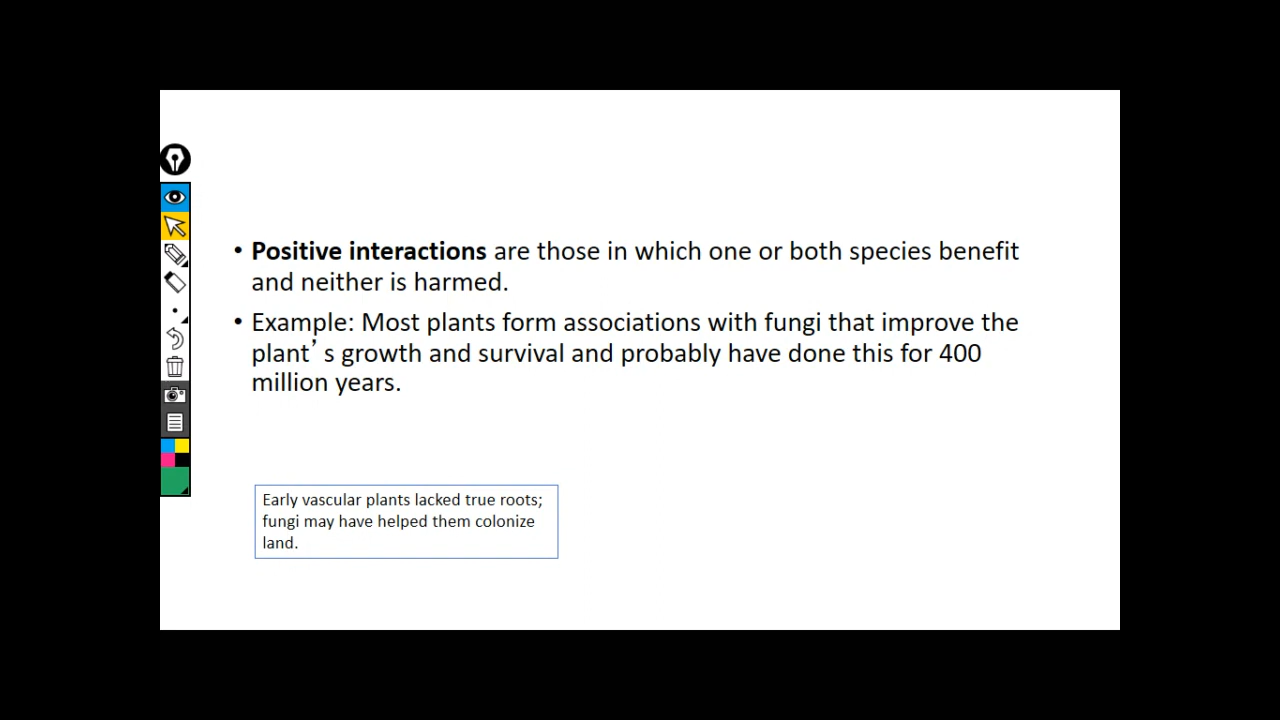 • Positive interactions are those in which one or both species benefit
and neither is harmed.
• Example: Most plants form associations with fungi that improve the
plant’s growth and survival and probably have done this for 400
million years.
Early vascular plants lacked true roots;
fungi may have helped them colonize
land.